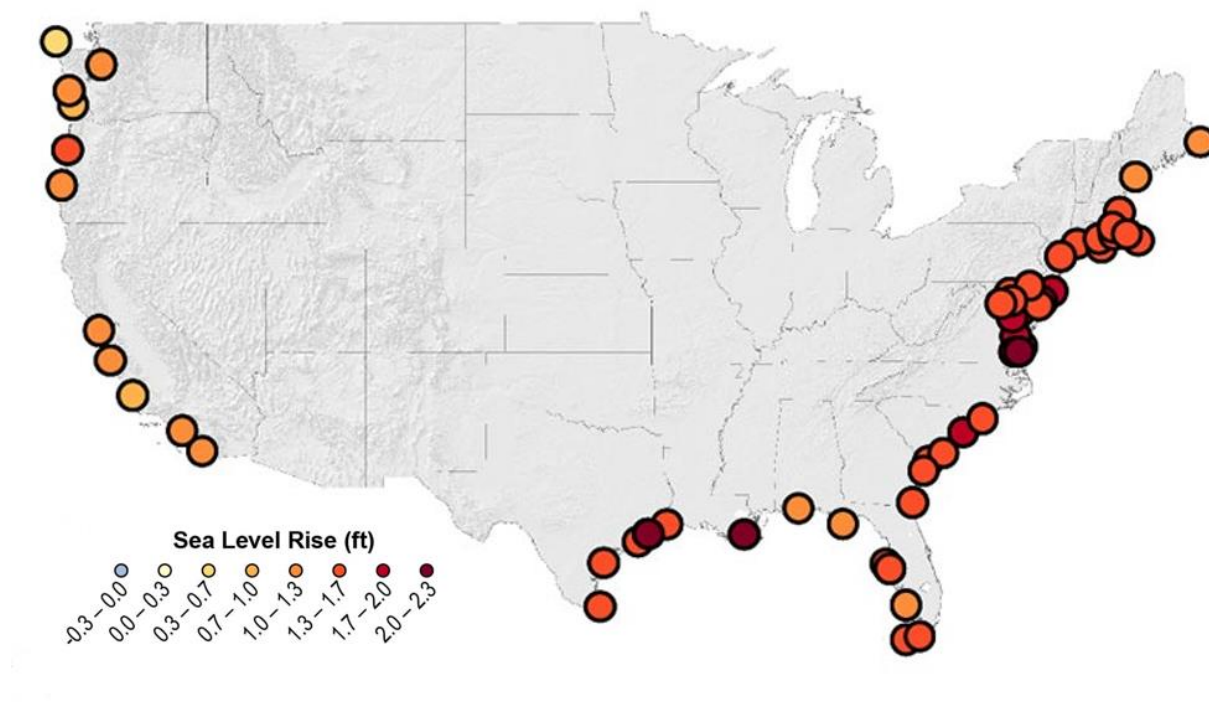 Sea Level Rise (ft)
-0.3 – 0.0
0.0 – 0.3
0.3 – 0.7
0.7 – 1.0
1.0 – 1.3
1.3 – 1.7
1.7 – 2.0
2.0 – 2.3